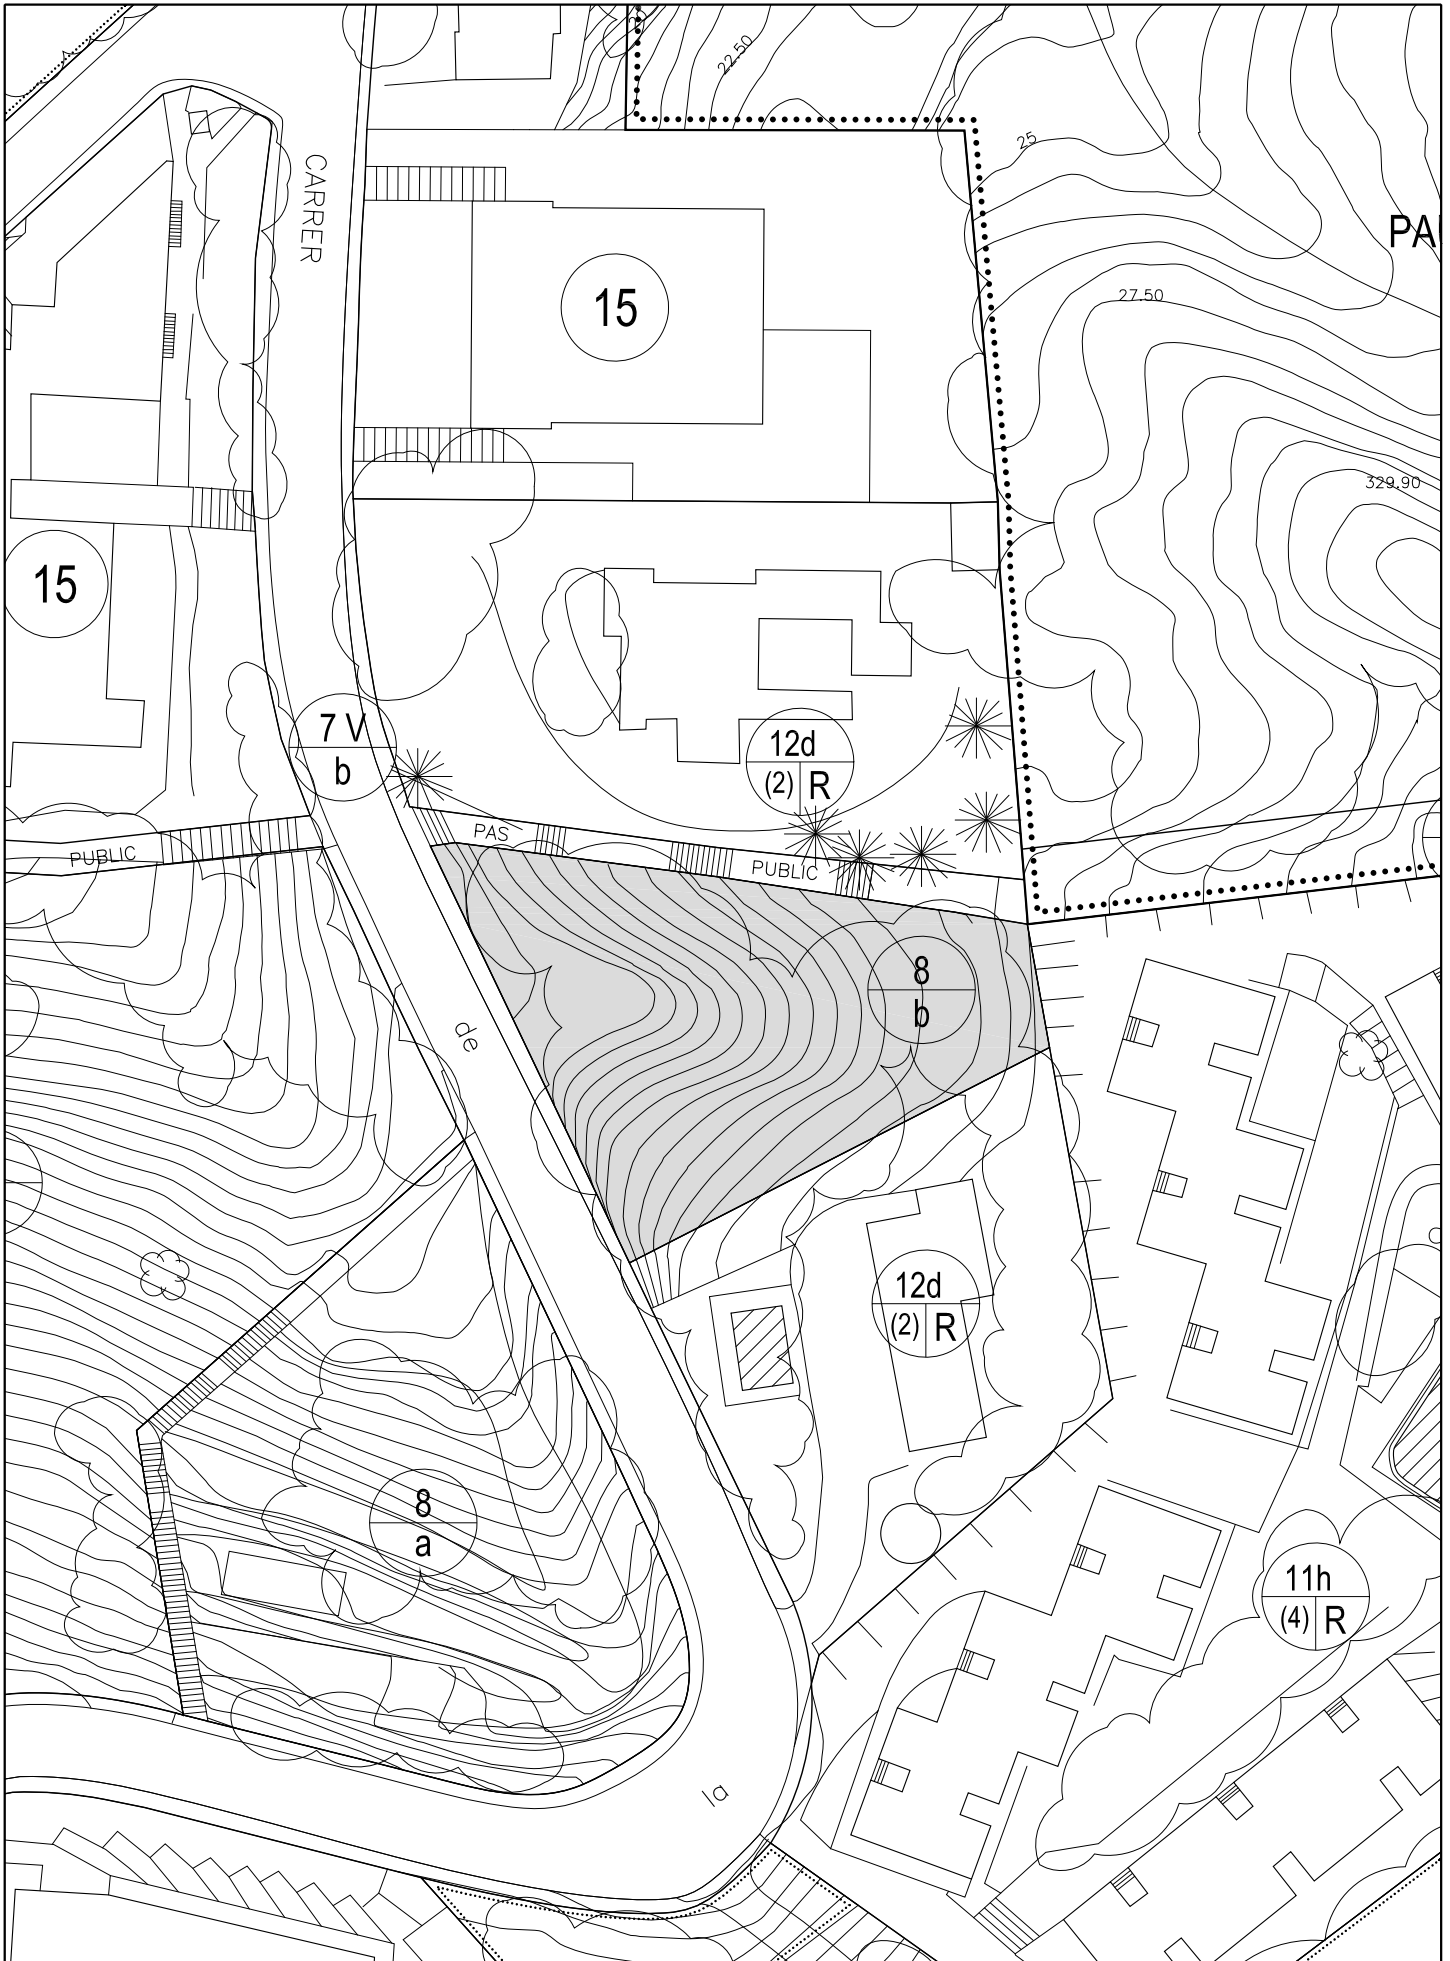 22.50
25
CARRER
PA
15
27.50
329.90
15
7 V
b
12d
(2) R
PAS
PUBLIC
PUBLIC
8
b
de
12d
(2) R
8
a
11h
(4) R
la